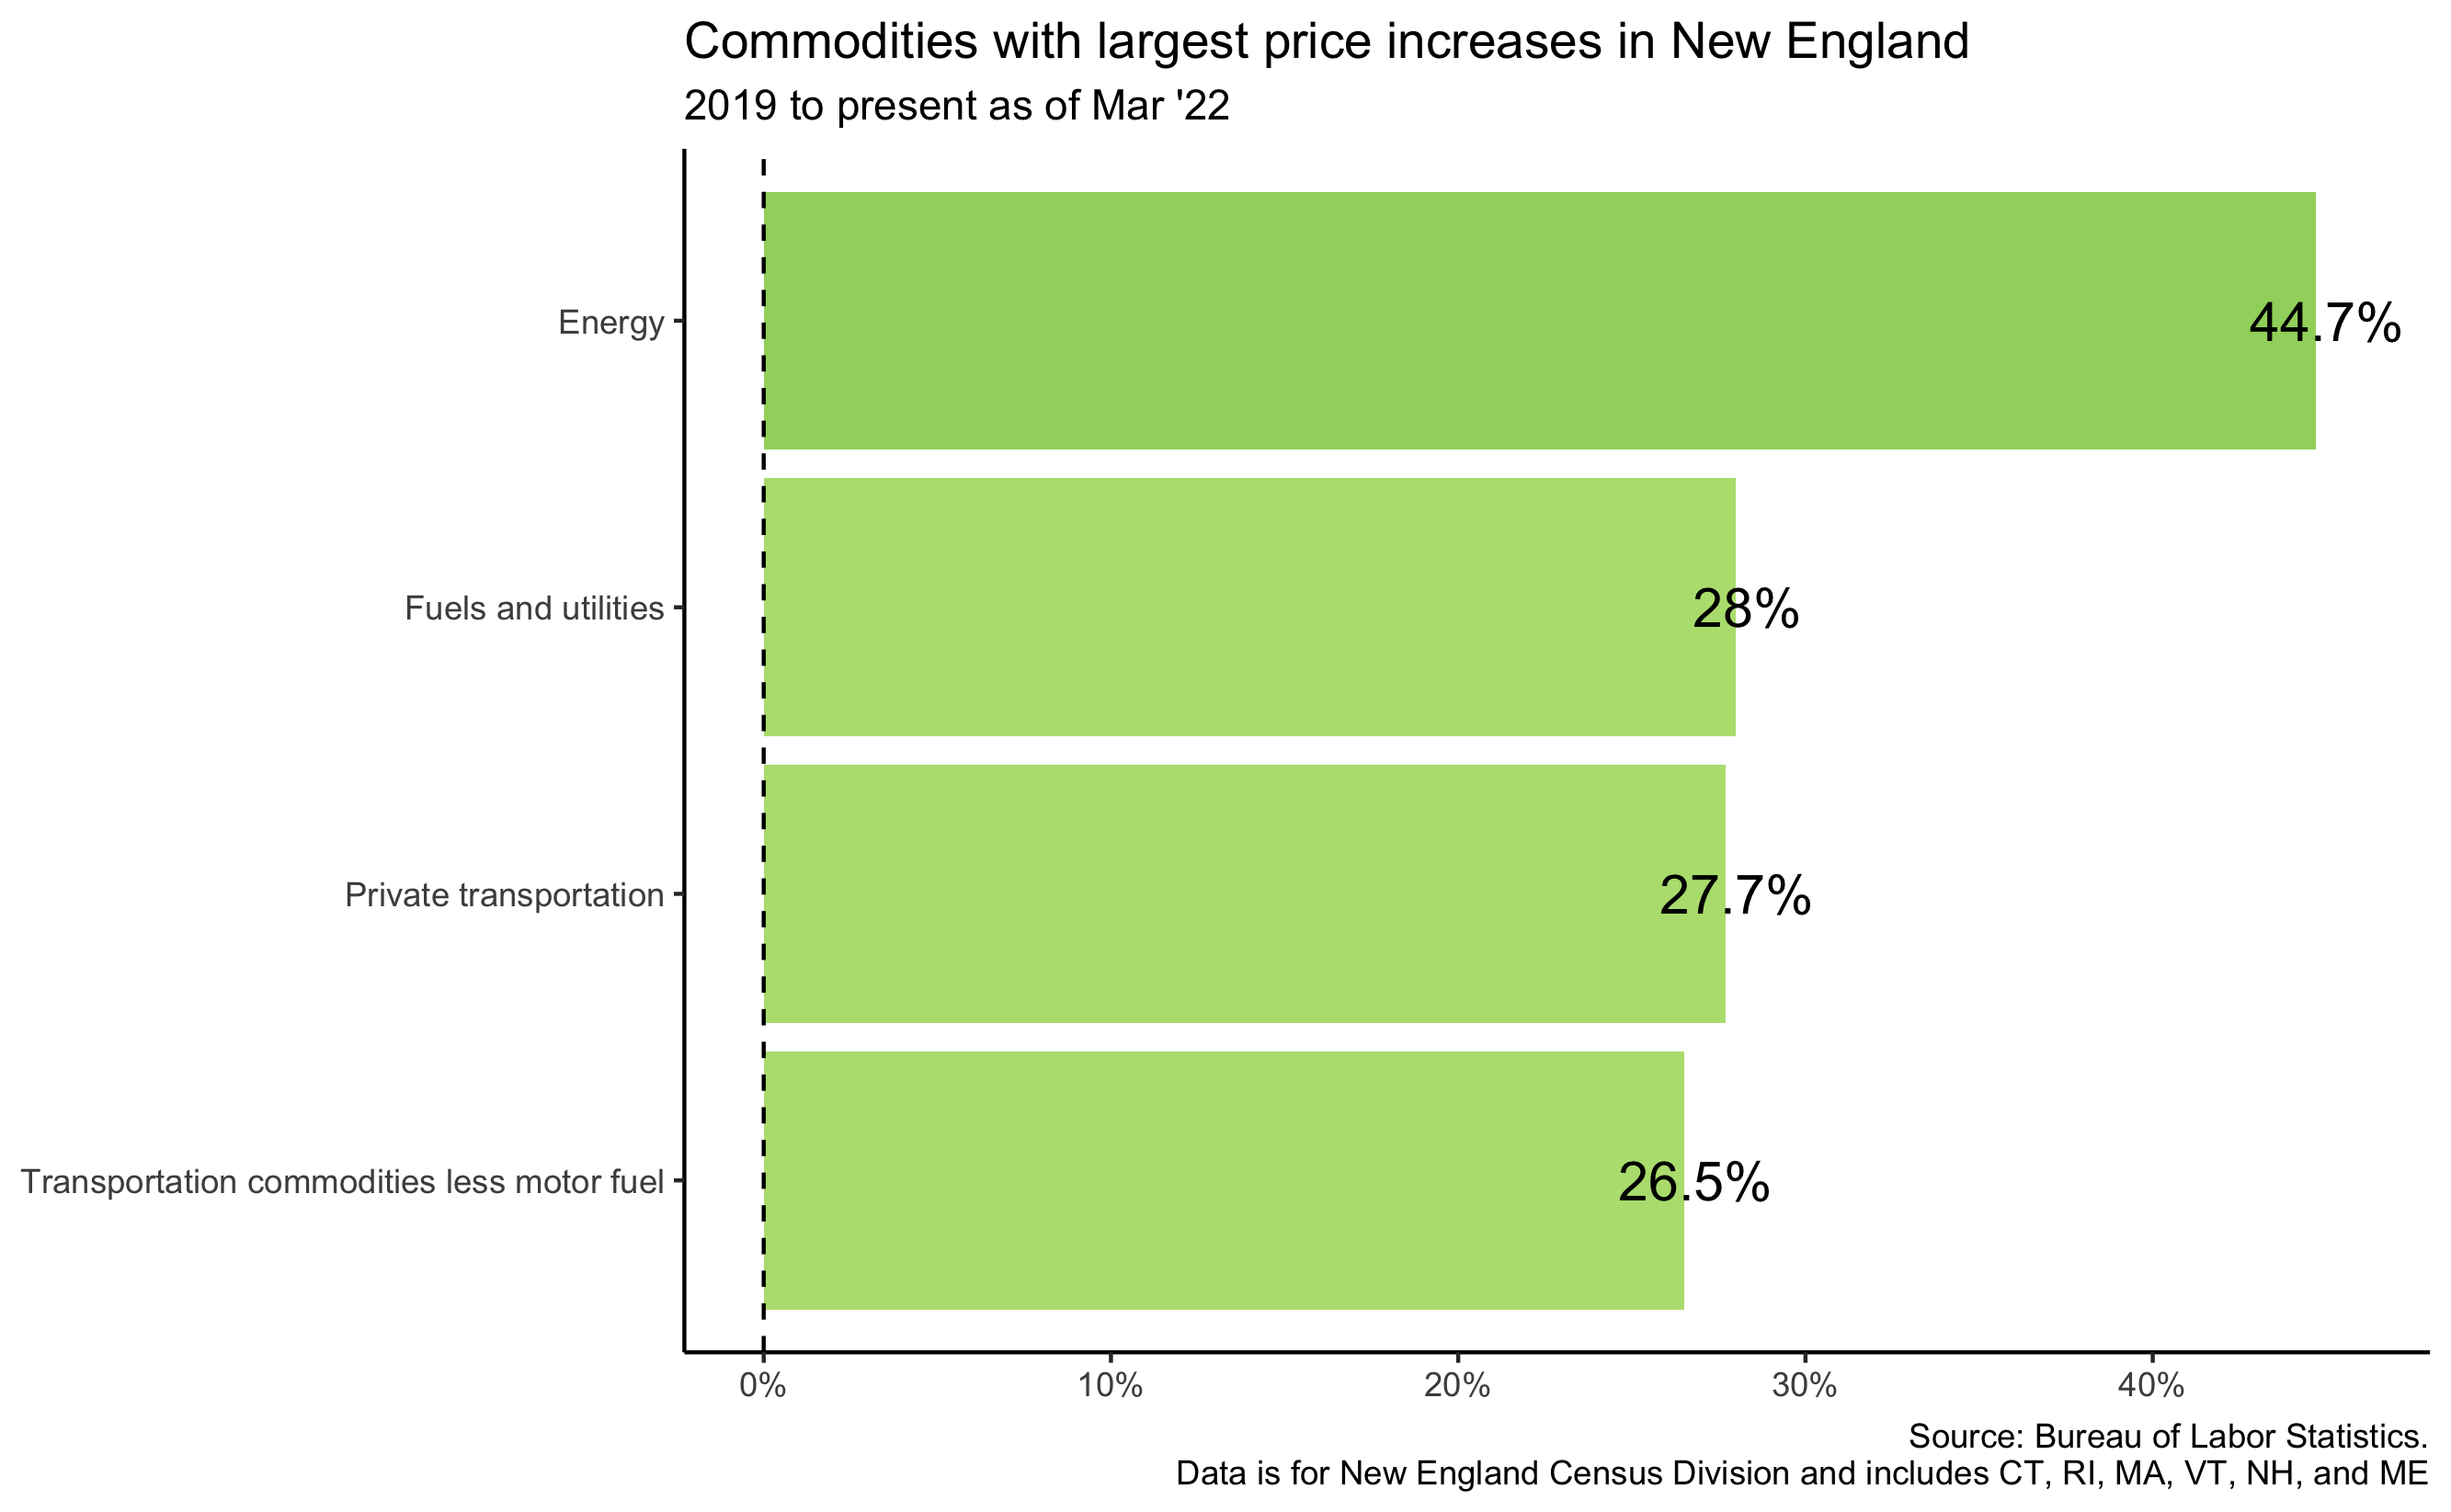 Commodities with largest price increases in New England
2019 to present as of Mar '22
Energy
44.7%
Fuels and utilities
28%
Private transportation
27.7%
Transportation commodities less motor fuel
26.5%
0% 10% 20% 30% 40%
Source: Bureau of Labor Statistics.
Data is for New England Census Division and includes CT, RI, MA, VT, NH, and ME